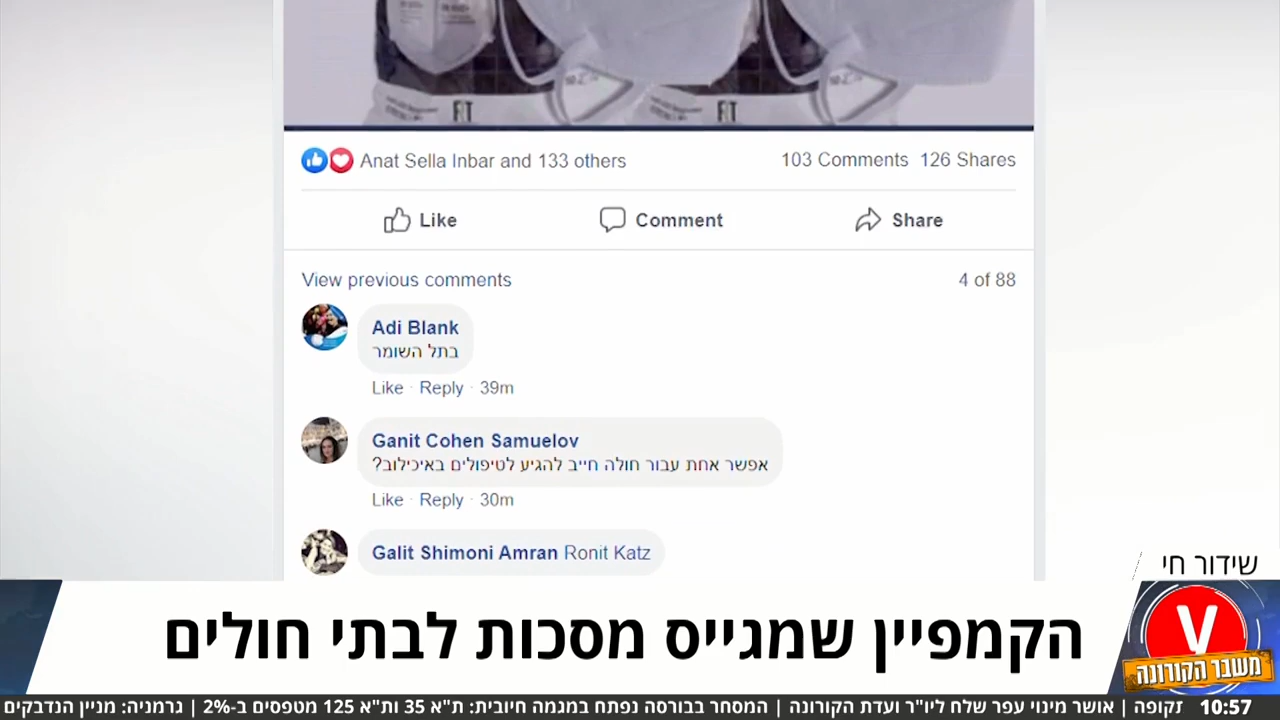 Anat Sella Inbar and 133 others
103 Comments 126 Shares
Like
Comment
Share
View previous comments
4 of 88
Adi Blank
בתל השומר
Like · Reply · 39m
Ganit Cohen Samuelov
אפשר אחת עבור חולה חייב להגיע לטיפולים באיכילוב?
Like · Reply · 30m
Galit Shimoni Amran Ronit Katz
שידור חי
הקמפיין שמגייס מסכות לבתי חולים
משבר הקורונה
10:57 תקופה | אושר מינוי עפר שלח ליו"ר ועדת הקורונה | המסחר בבורסה נפתח במגמה חיובית: ת"א 35 ות"א 125 מטפסים ב-2% | גרמניה: מניין הנדבקים